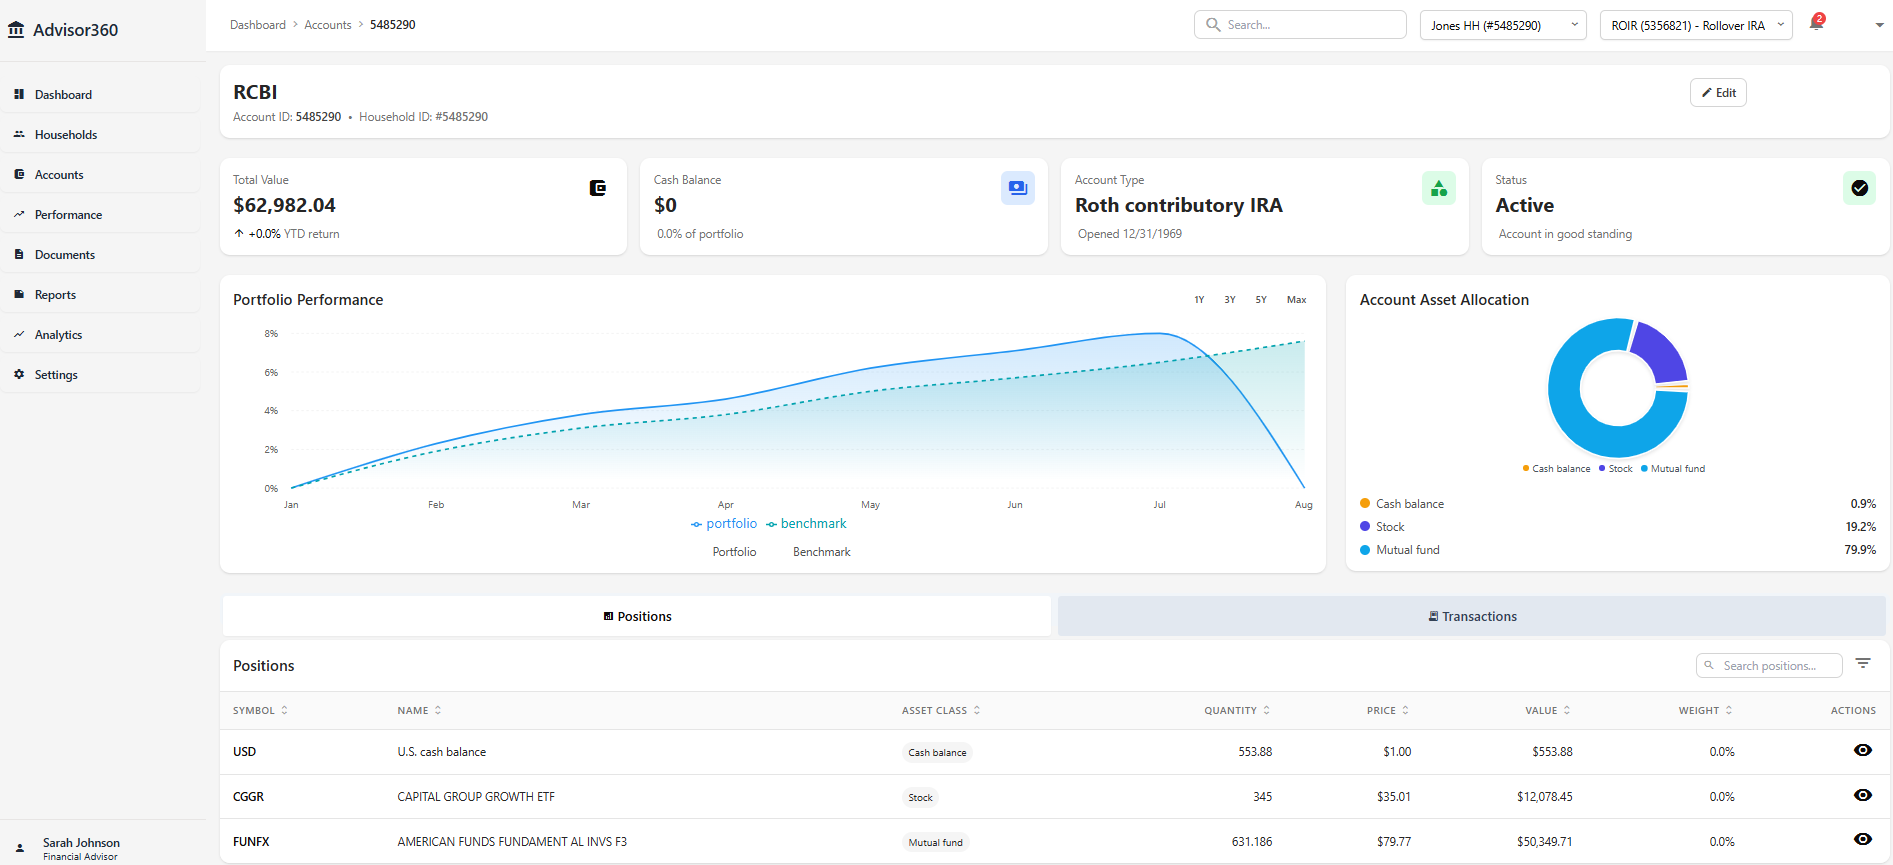 Advisor360
Dashboard > Accounts > 5485290
Search...
Jones HH (#5485290)
ROIR (5356821) - Rollover IRA
2
Dashboard
Households
Accounts
Performance
Documents
Reports
Analytics
Settings
Sarah Johnson
Financial Advisor
RCBI
Account ID: 5485290 • Household ID: #5485290
Edit
Total Value
$62,982.04
+0.0% YTD return
Cash Balance
$0
0.0% of portfolio
Account Type
Roth contributory IRA
Opened 12/31/1969
Status
Active
Account in good standing
Portfolio Performance
1Y 3Y 5Y Max
8%
6%
4%
2%
0%
Jan Feb Mar Apr May Jun Jul Aug
portfolio benchmark
Portfolio Benchmark
Account Asset Allocation
Cash balance Stock Mutual fund
Cash balance 0.9%
Stock 19.2%
Mutual fund 79.9%
Positions
Transactions
Positions
Search positions...
SYMBOL NAME ASSET CLASS QUANTITY PRICE VALUE WEIGHT ACTIONS
USD U.S. cash balance Cash balance 553.88 $1.00 $553.88 0.0%
CGGR CAPITAL GROUP GROWTH ETF Stock 345 $35.01 $12,078.45 0.0%
FUNFX AMERICAN FUNDS FUNDAMENT AL INVS F3 Mutual fund 631.186 $79.77 $50,349.71 0.0%